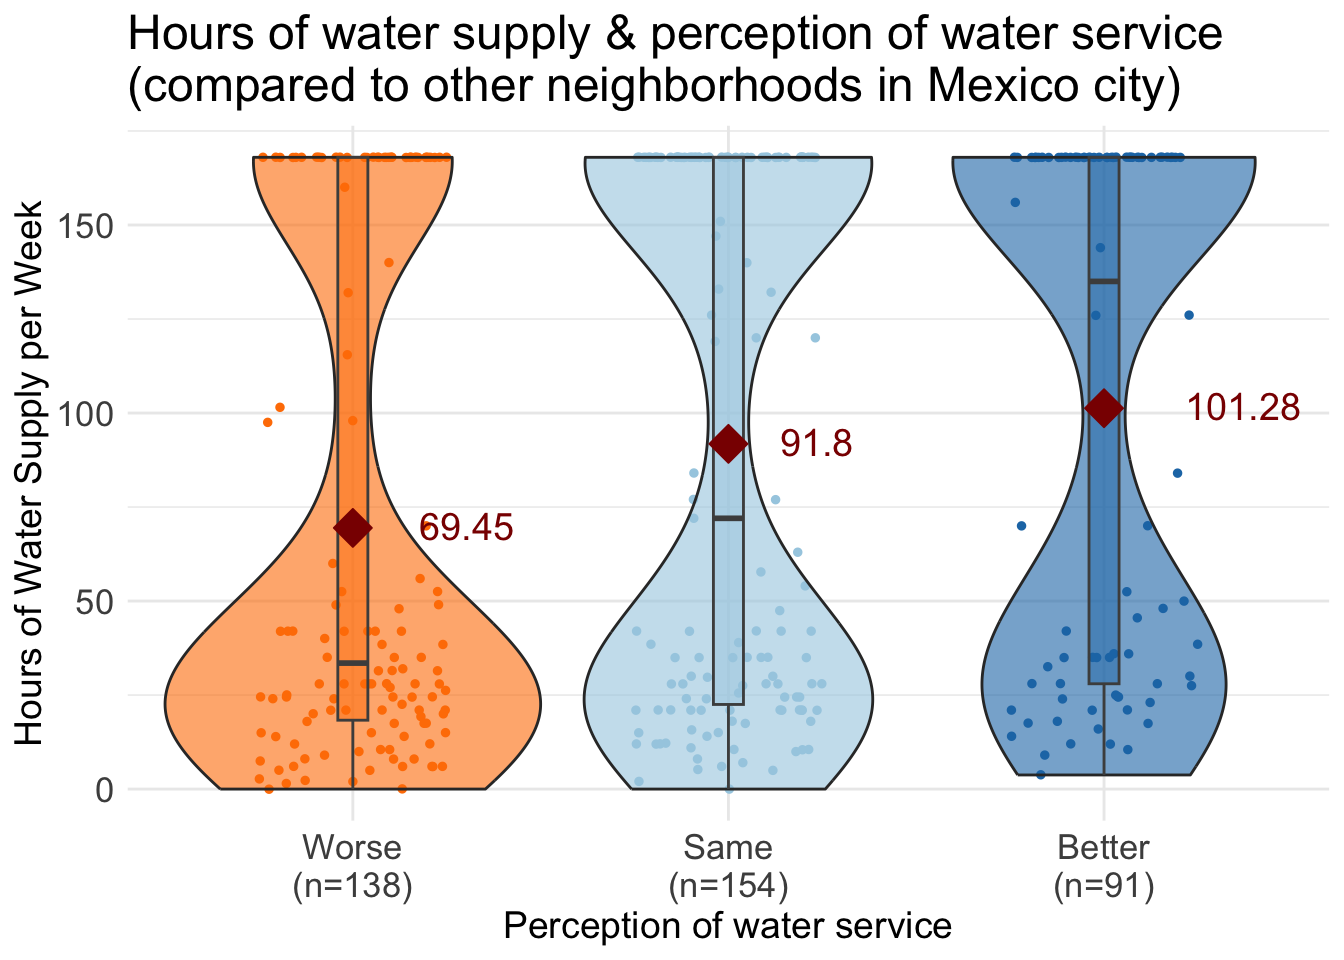 Hours of water supply & perception of water service
(compared to other neighborhoods in Mexico city)
Hours of Water Supply per Week
150
100
50
0
69.45
91.8
101.28
Worse
(n=138)
Same
(n=154)
Better
(n=91)
Perception of water service